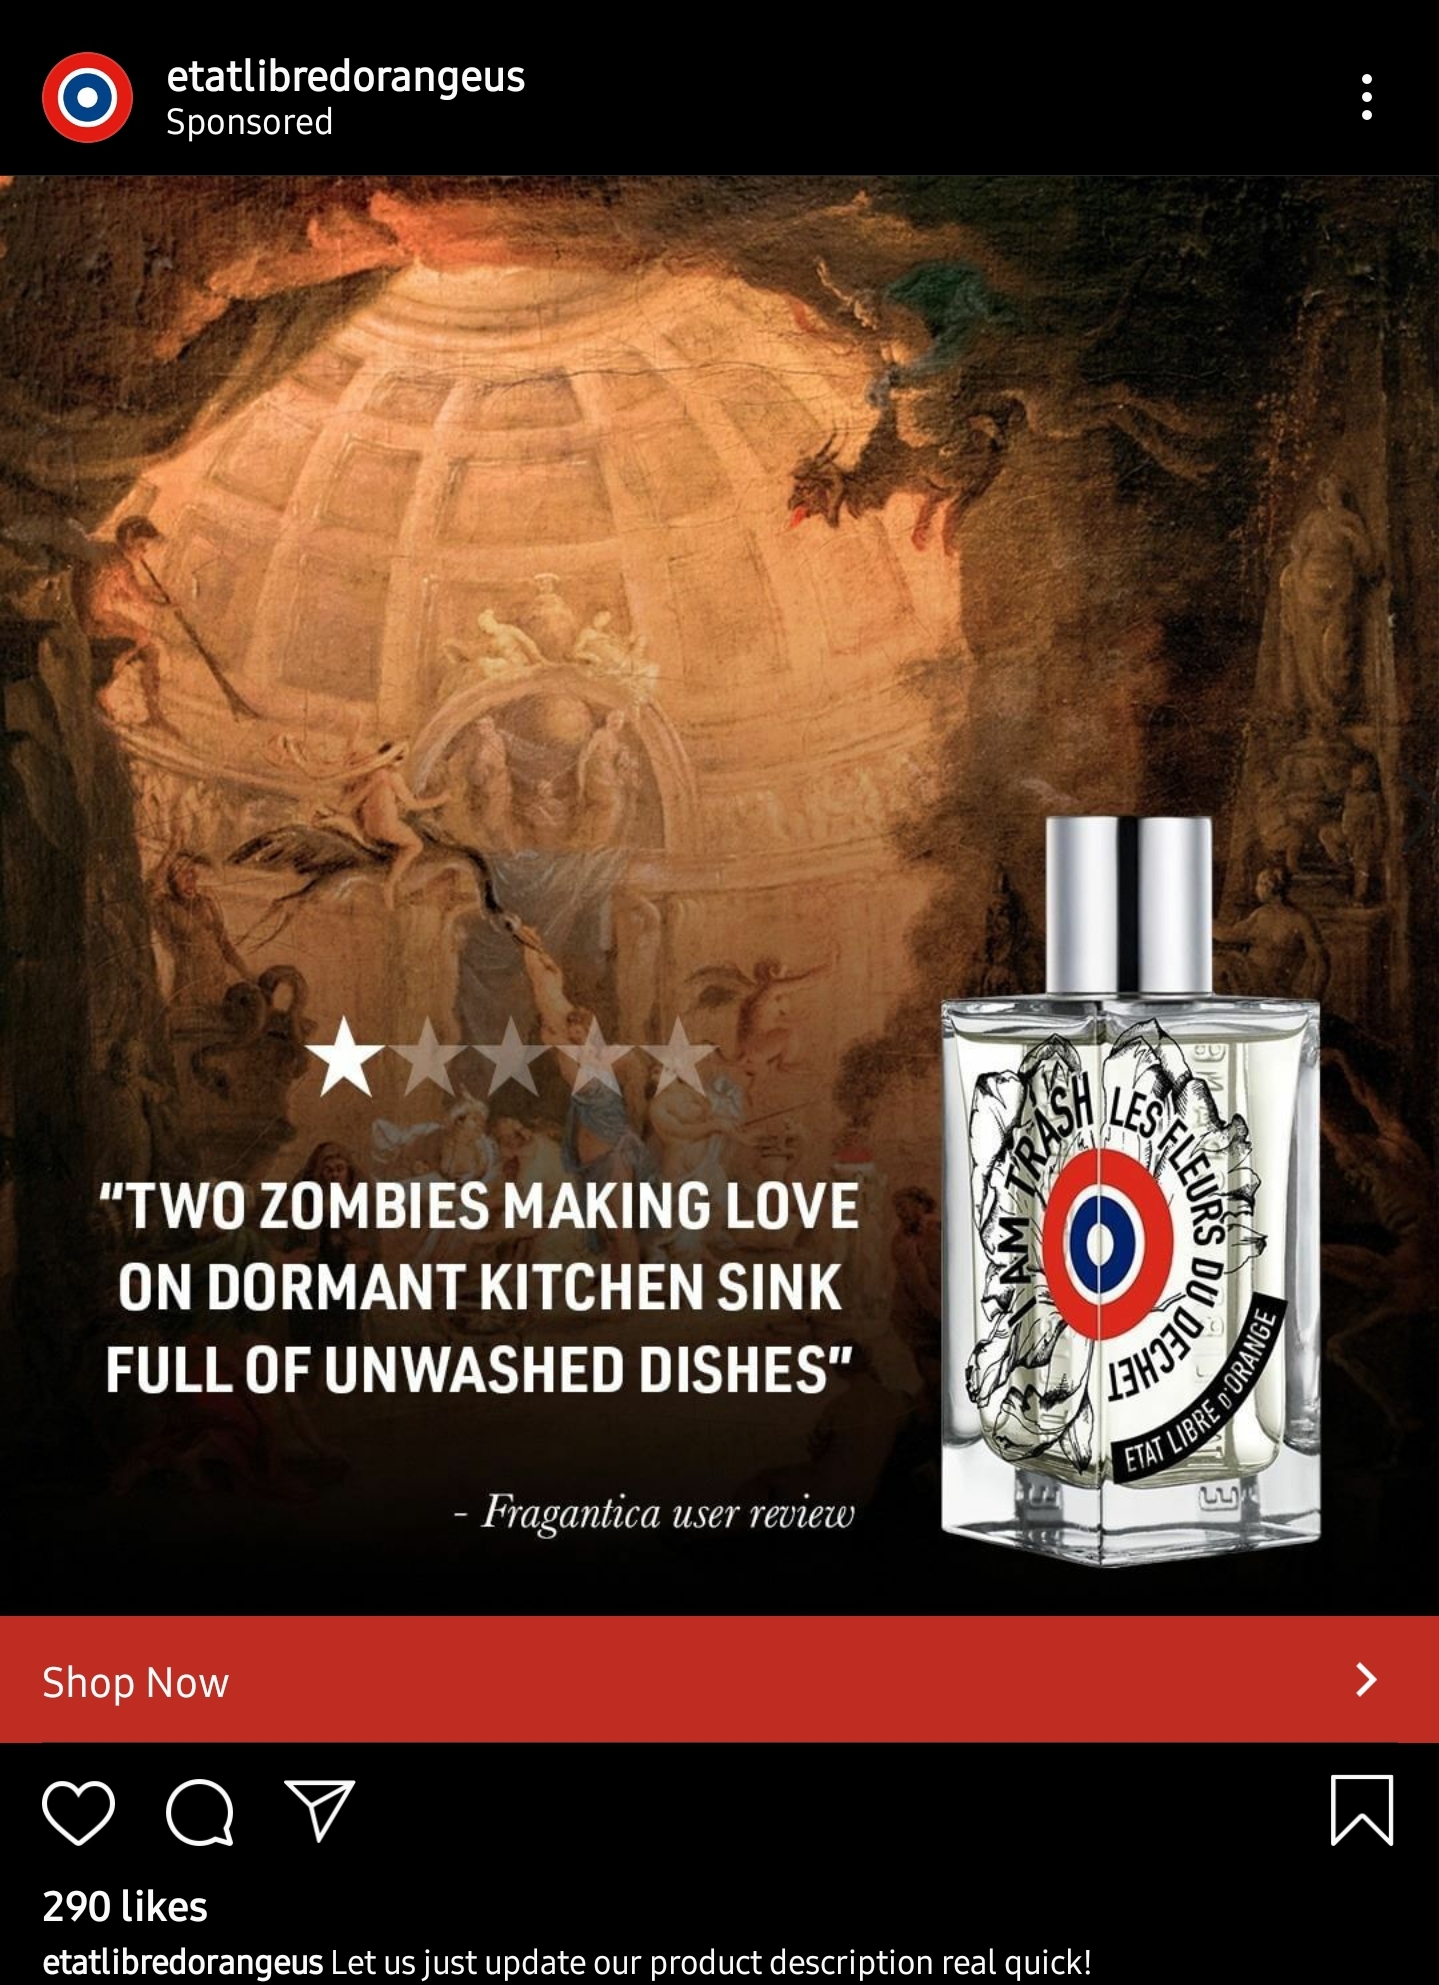 etatlibredorangeus
Sponsored
“TWO ZOMBIES MAKING LOVE
ON DORMANT KITCHEN SINK
FULL OF UNWASHED DISHES”
- Fragantica user review
I AM TRASH
LES FLEURS DU DECHET
ETAT LIBRE D'ORANGE
Shop Now
290 likes
etatlibredorangeus Let us just update our product description real quick!